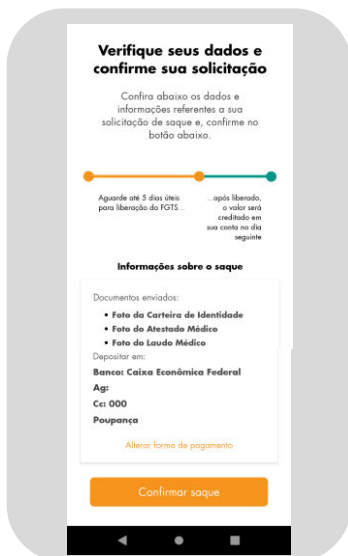 Verifique seus dados e
confirme sua solicitação
Confira abaixo os dados e
informações referentes a sua
solicitação de saque e, confirme no
botão abaixo.
Aguarde até 5 dias úteis
para liberação do FGTS...
...após liberado,
o valor será
creditado em
sua conta no dia
seguinte
Informações sobre o saque
Documentos enviados:
• Foto da Carteira de Identidade
• Foto do Atestado Médico
• Foto do Laudo Médico
Depositar em:
Banco: Caixa Econômica Federal
Ag:
Cc: 000
Poupança
Alterar forma de pagamento
Confirmar saque